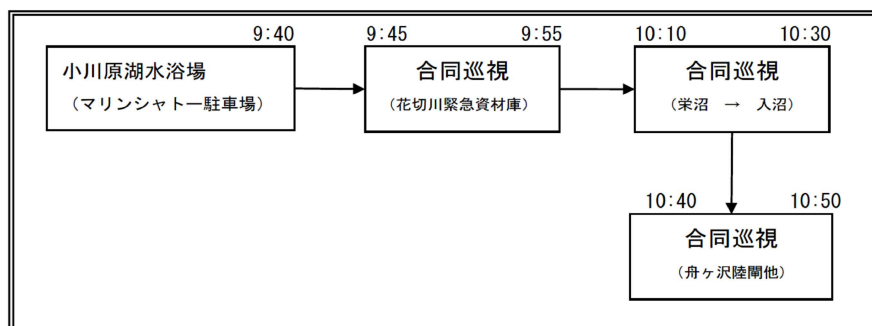 9:40
9:45
9:55
10:10
10:30
小川原湖水浴場
（マリンシャトー駐車場）
合同巡視
（花切川緊急資材庫）
合同巡視
（栄沼　→　入沼）
10:40
10:50
合同巡視
（舟ヶ沢陸閘他）